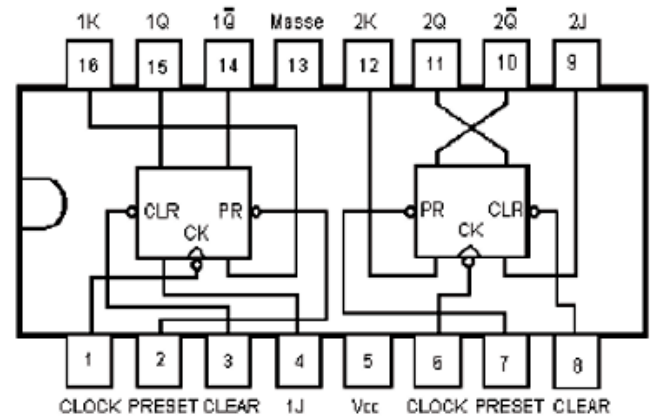 1K 1Q 1Q̅ Masse 2K 2Q 2Q̅ 2J
16 15 14 13 12 11 10 9
CLR PR PR CLR
CK CK
1 2 3 4 5 6 7 8
CLOCK PRESET CLEAR 1J Vcc CLOCK PRESET CLEAR